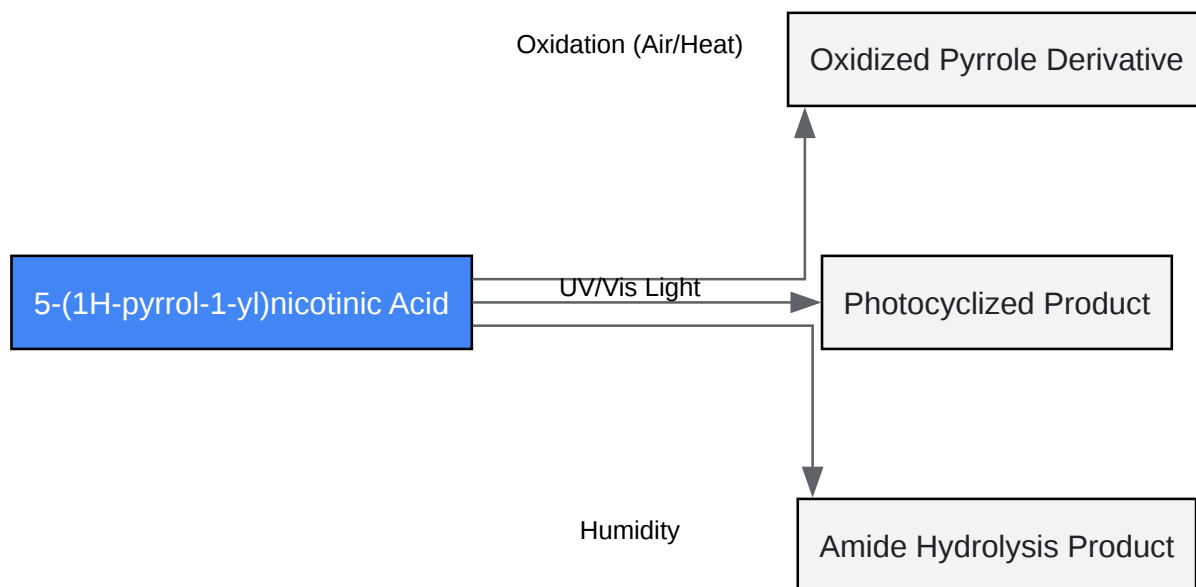 Oxidation (Air/Heat)
Oxidized Pyrrole Derivative
5-(1H-pyrrol-1-yl)nicotinic Acid
UV/Vis Light
Photocyclized Product
Humidity
Amide Hydrolysis Product